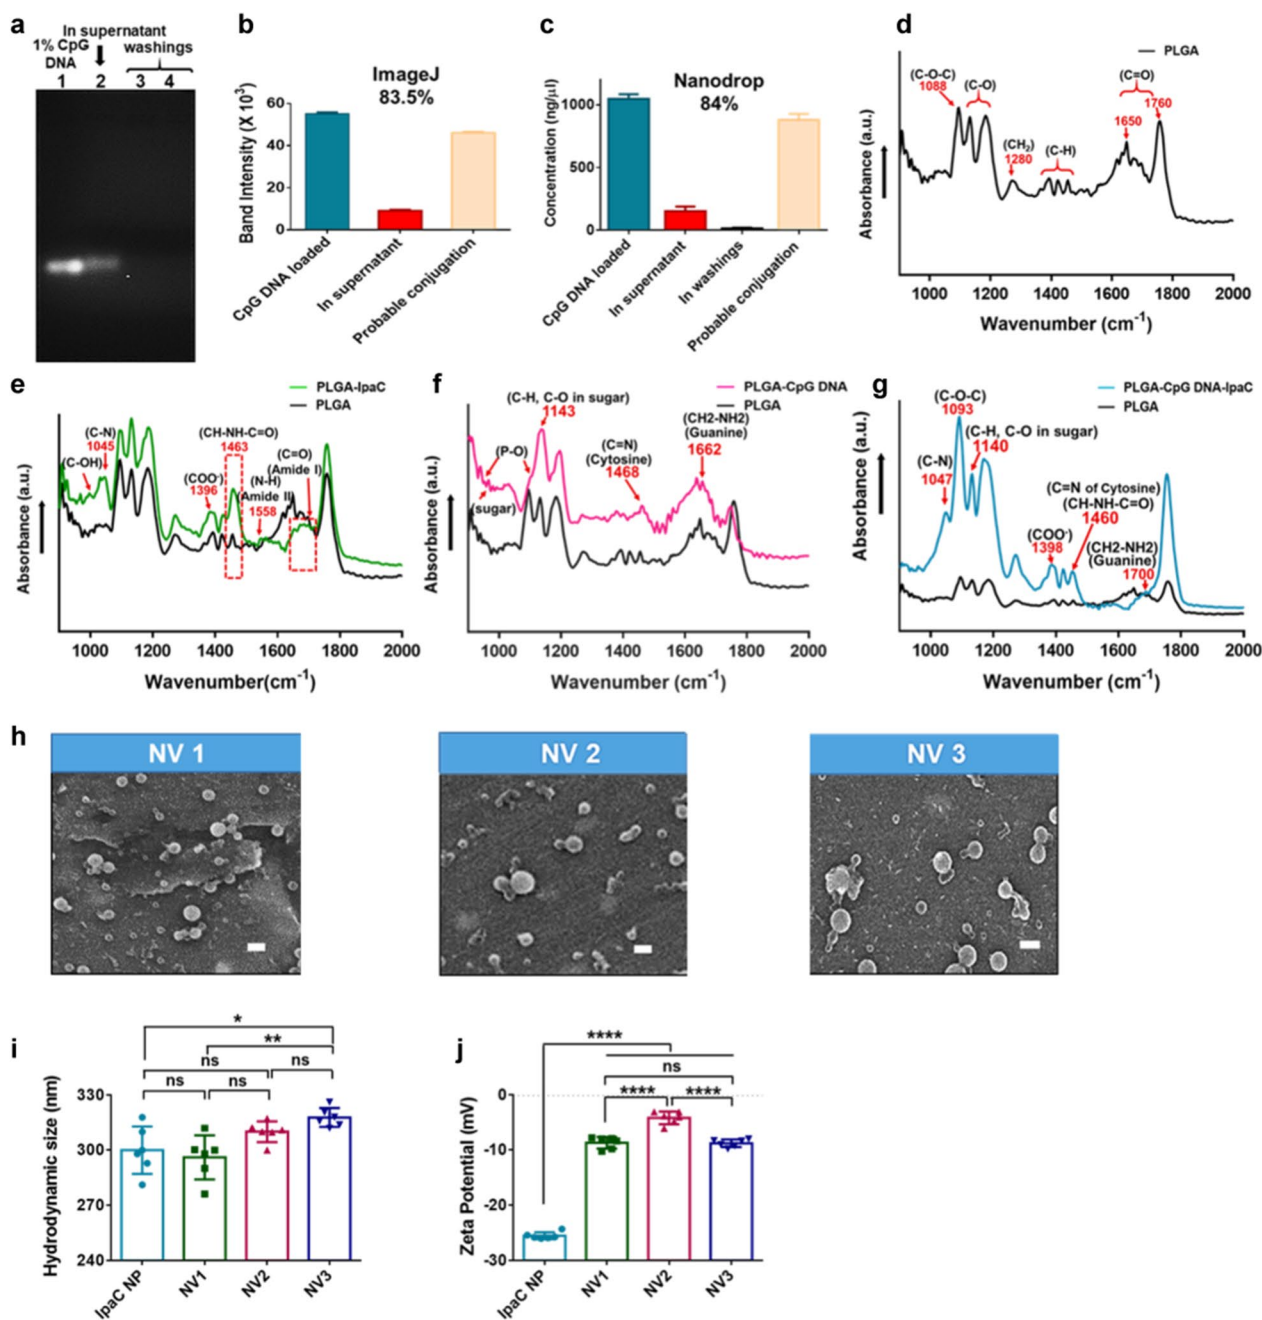 a
In supernatant
1% CpG
DNA
washings
1 2 3 4
b
ImageJ
83.5%
Band Intensity (X 10³)
60
40
20
0
CpG DNA loaded
In supernatant
Probable conjugation
c
Nanodrop
84%
Concentration (ng/µl)
1000
500
0
CpG DNA loaded
In supernatant
In washings
Probable conjugation
d
PLGA
(C-O-C)
1088
(C-O)
(CH₂)
1280
(C-H)
(C=O)
1650
1760
Absorbance (a.u.)
1000 1200 1400 1600 1800 2000
Wavenumber (cm⁻¹)
e
PLGA-IpaC
PLGA
(C-N)
1045
(C-OH)
(CH-NH-C=O)
1463
(COO⁻)
1396
(C=O)
(Amide I)
(N-H)
(Amide II)
1558
Absorbance (a.u.)
1000 1200 1400 1600 1800 2000
Wavenumber(cm⁻¹)
f
PLGA-CpG DNA
PLGA
(C-H, C-O in sugar)
1143
(P-O)
(sugar)
(C=N)
(Cytosine)
1468
(CH2-NH2)
(Guanine)
1662
Absorbance (a.u.)
1000 1200 1400 1600 1800 2000
Wavenumber (cm⁻¹)
g
PLGA-CpG DNA-IpaC
PLGA
(C-O-C)
1093
(C-H, C-O in sugar)
1140
(C-N)
1047
(C=N of Cytosine)
(CH-NH-C=O)
1460
(COO⁻)
1398
(CH2-NH2)
(Guanine)
1700
Absorbance (a.u.)
1000 1200 1400 1600 1800 2000
Wavenumber (cm⁻¹)
h
NV 1
NV 2
NV 3
i
*
**
ns
ns
ns
ns
Hydrodynamic size (nm)
330
300
270
240
IpaC NP
NV1
NV2
NV3
j
****
ns
****
****
Zeta Potential (mV)
0
-10
-20
-30
IpaC NP
NV1
NV2
NV3